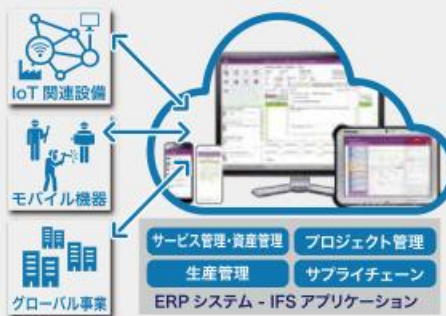 IoT 関連設備
モバイル機器
グローバル事業
サービス管理・資産管理
プロジェクト管理
生産管理
サプライチェーン
ERP システム - IFS アプリケーション